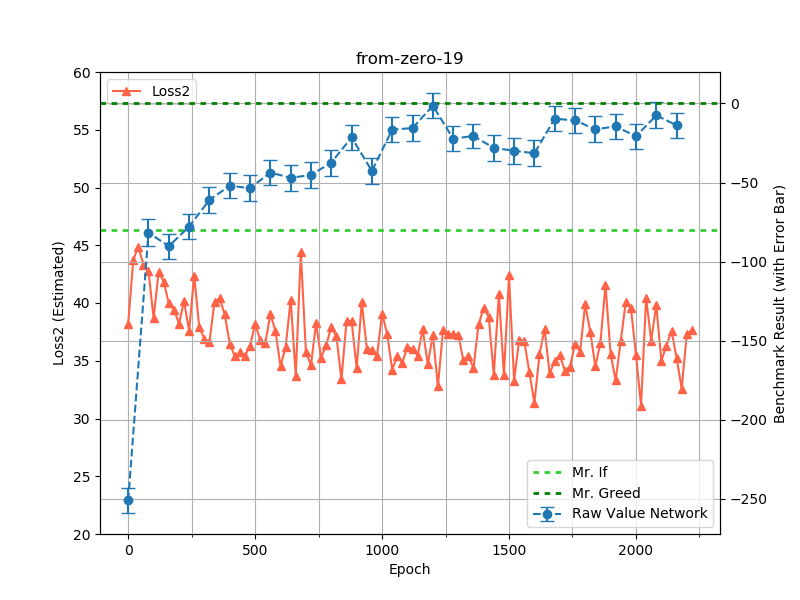 from-zero-19
Loss2
60
55
50
45
40
35
30
25
20
Loss2 (Estimated)
0
−50
−100
−150
−200
−250
Benchmark Result (with Error Bar)
Mr. If
Mr. Greed
Raw Value Network
0 500 1000 1500 2000
Epoch